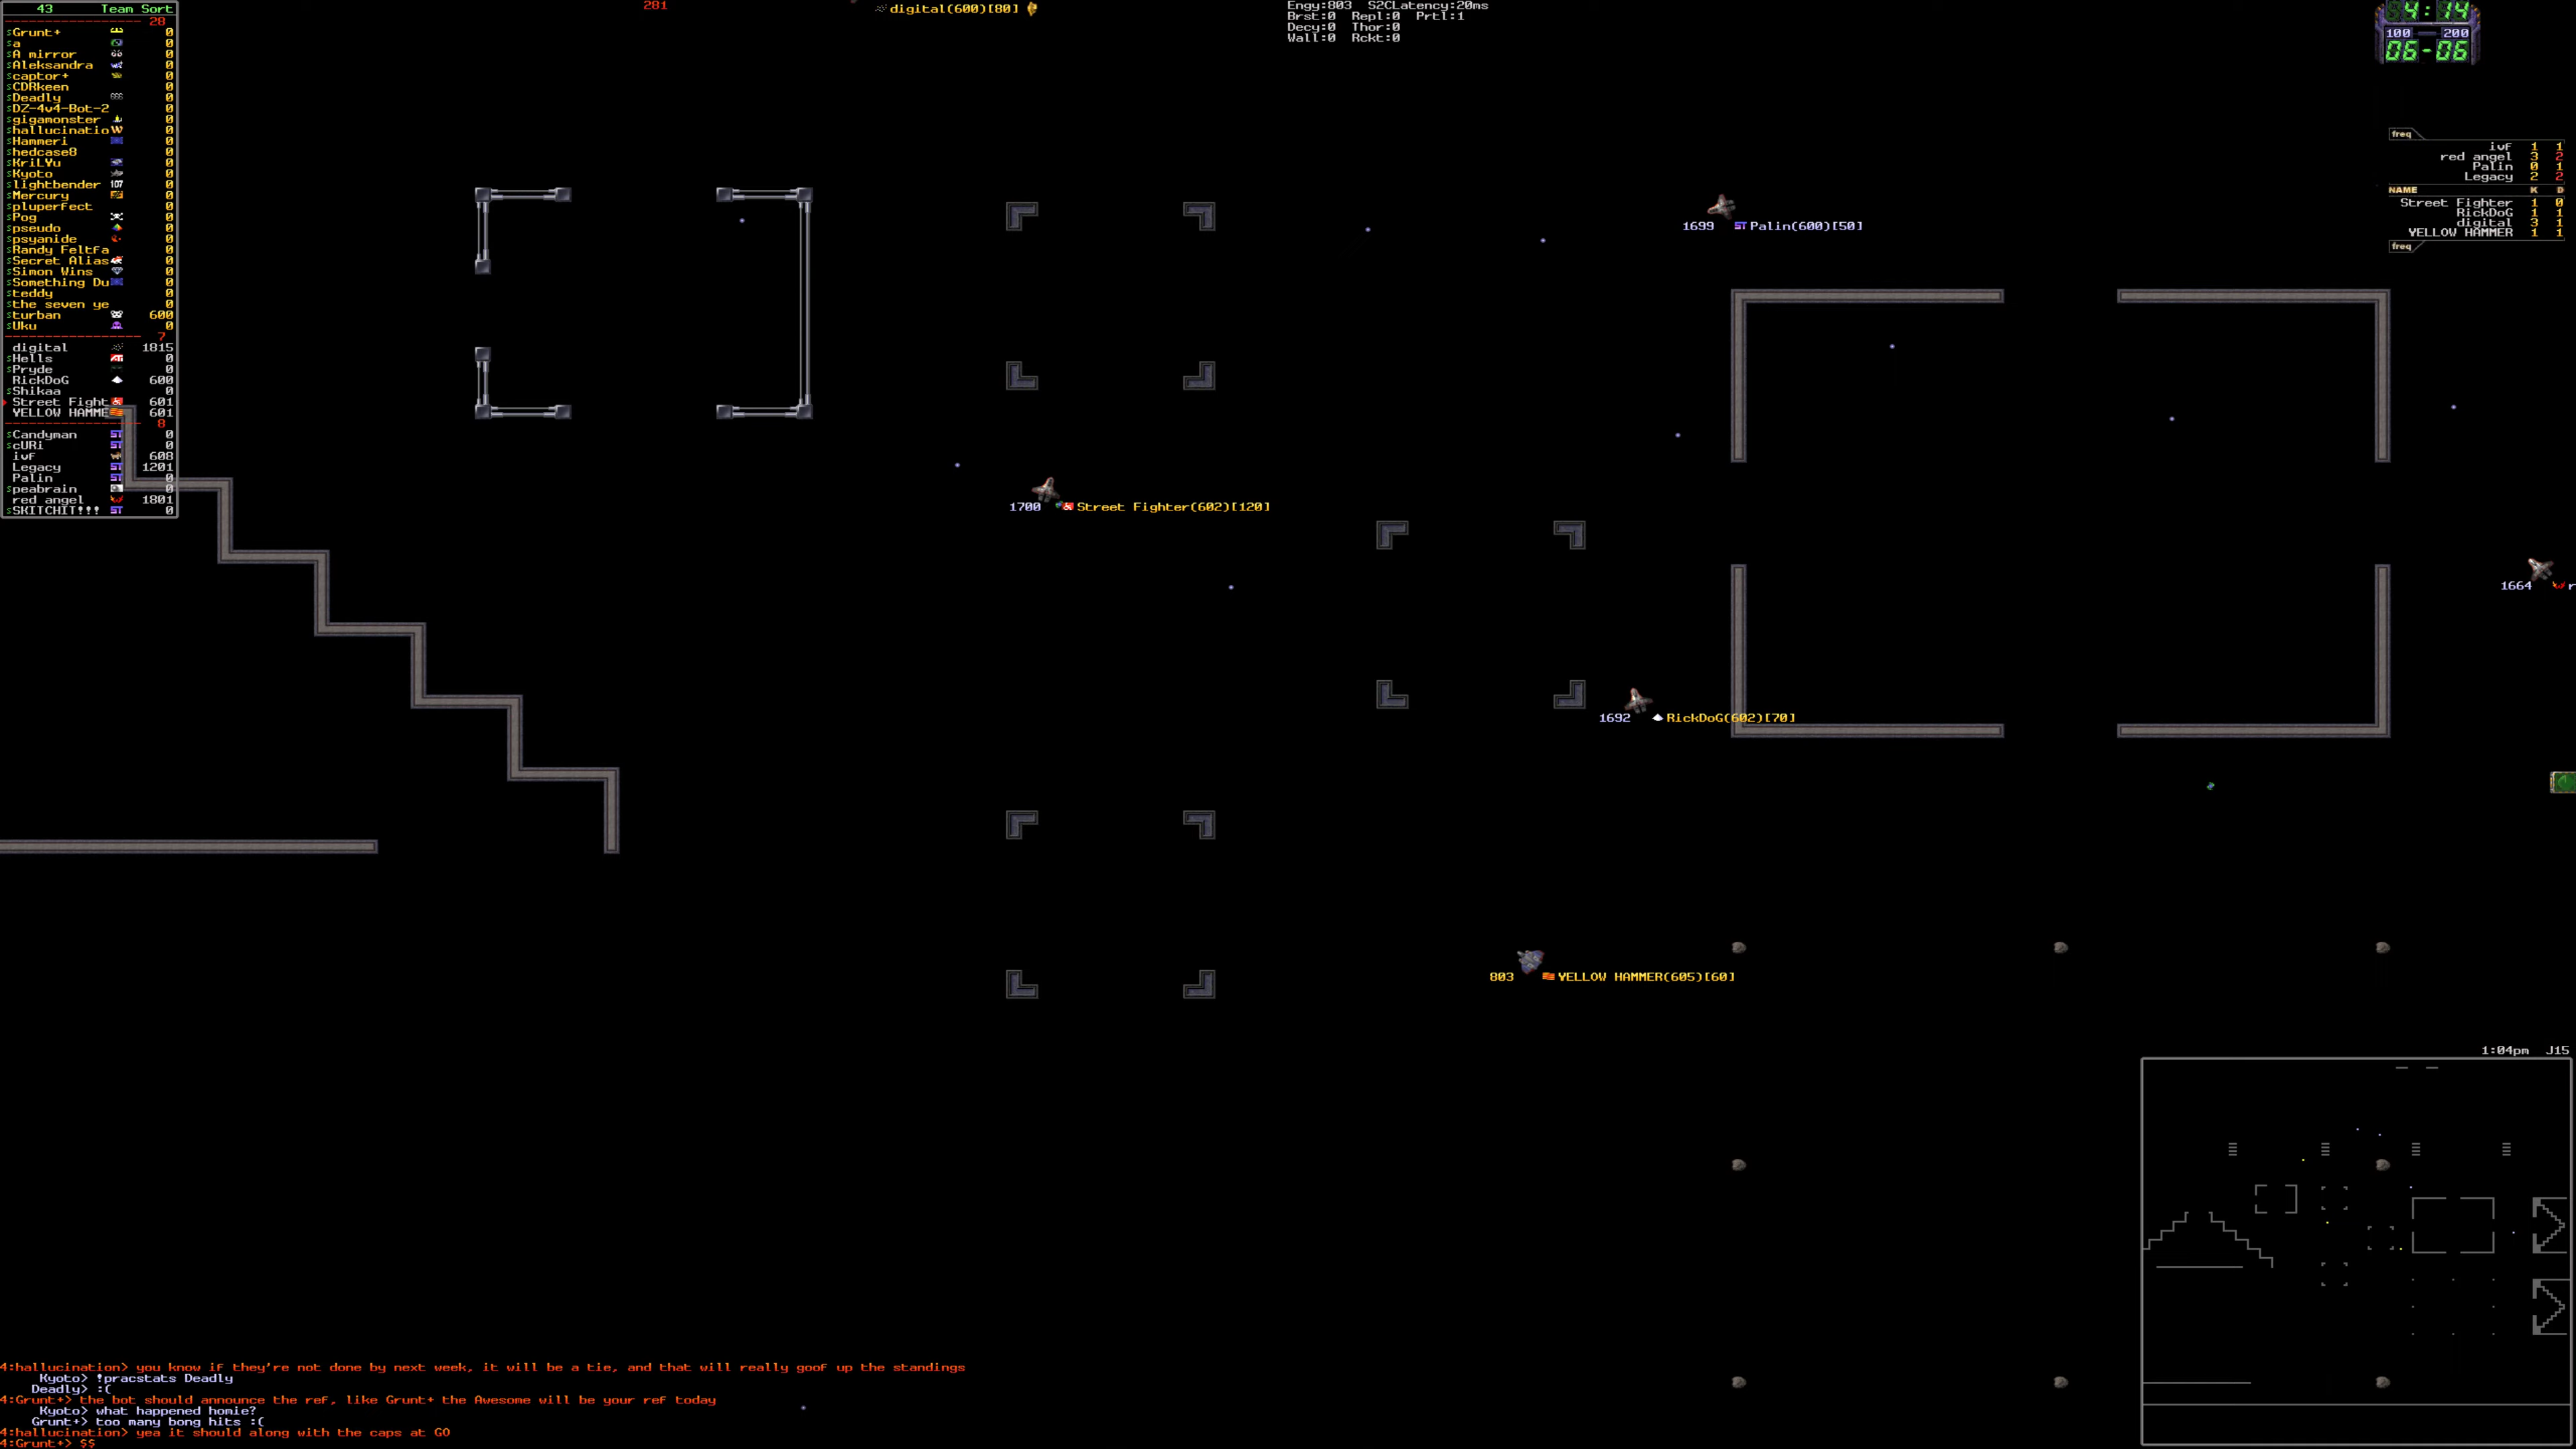 43 Team Sort
28
$Grunt+ 0
$a 0
$A mirror 0
$Aleksandra 0
$captor+ 0
$CDRkeen 0
$Deadly 0
$DZ-4v4-Bot-2 0
$gigamonster 0
$hallucinatio W 0
$Hammeri 0
$hedcase8 0
$KriLYu 0
$Kyoto 0
$lightbender 107 0
$Mercury 0
$pluperfect 0
$Pog 0
$pseudo 0
$psyanide 0
$Randy Feltfa 0
$Secret Alias 0
$Simon Wins 0
$Something Du 0
$teddy 0
$the seven ye 0
$turban 600
$Uku 0
7
digital 1815
$Hells 0
$Pryde 0
RickDoG 600
$Shikaa 0
Street Fight 601
YELLOW HAMME 601
8
$Candyman ST 0
$cURi ST 0
ivf 608
Legacy ST 1201
Palin ST 0
$peabrain 0
red angel 1801
$SKITCHIT!!! ST 0
281
digital(600)[80]
Engy:803 S2CLatency:20ms
Brst:0 Repl:0 Prtl:1
Decy:0 Thor:0
Wall:0 Rckt:0
4:14
100 200
06-06
freq
ivf 1 1
red angel 3 2
Palin 0 1
Legacy 2 2
NAME K D
Street Fighter 1 0
RickDoG 1 1
digital 3 1
YELLOW HAMMER 1 1
freq
1699 ST Palin(600)[50]
1700 Street Fighter(602)[120]
1664 r
1692 RickDoG(602)[70]
803 YELLOW HAMMER(605)[60]
1:04pm J15
4:hallucination> you know if they're not done by next week, it will be a tie, and that will really goof up the standings
Kyoto> !pracstats Deadly
Deadly> :(
4:Grunt+> the bot should announce the ref, like Grunt+ the Awesome will be your ref today
Kyoto> what happened homie?
Grunt+> too many bong hits :(
4:hallucination> yea it should along with the caps at GO
4:Grunt+> $$